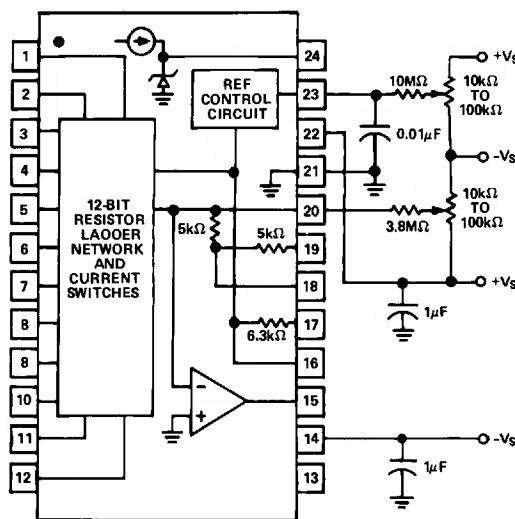 1
2
3
4
5
6
7
8
8
10
11
12
12-BIT
RESISTOR
LAOOER
NETWORK
AND
CURRENT
SWITCHES
REF
CONTROL
CIRCUIT
5kΩ
5kΩ
6.3kΩ
−
+
24
23
22
21
20
19
18
17
16
15
14
13
10MΩ
0.01µF
3.8MΩ
1µF
1µF
+VS
10kΩ
TO
100kΩ
−VS
10kΩ
TO
100kΩ
+VS
−VS